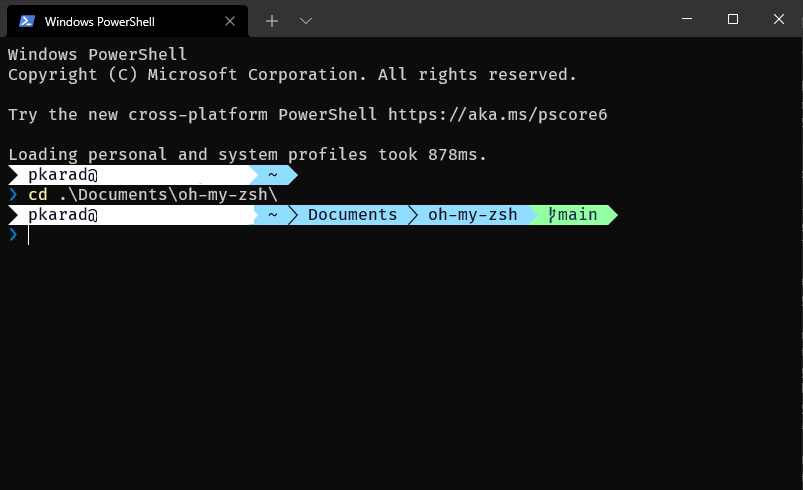 Windows PowerShell
Windows PowerShell
Copyright (C) Microsoft Corporation. All rights reserved.
Try the new cross-platform PowerShell https://aka.ms/pscore6
Loading personal and system profiles took 878ms.
pkarad@ ~
❯ cd .\Documents\oh-my-zsh\
pkarad@ ~ Documents oh-my-zsh main
❯